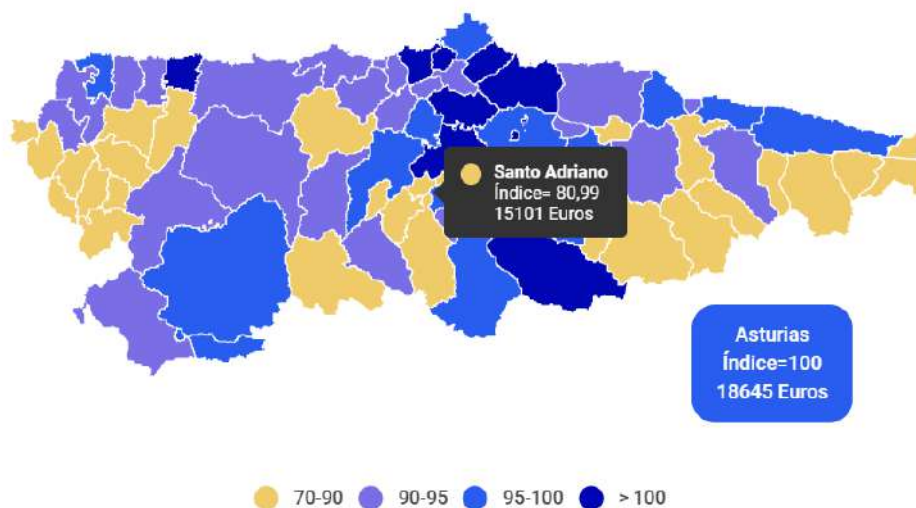 Santo Adriano
Índice= 80,99
15101 Euros
Asturias
Índice=100
18645 Euros
70-90
90-95
95-100
> 100